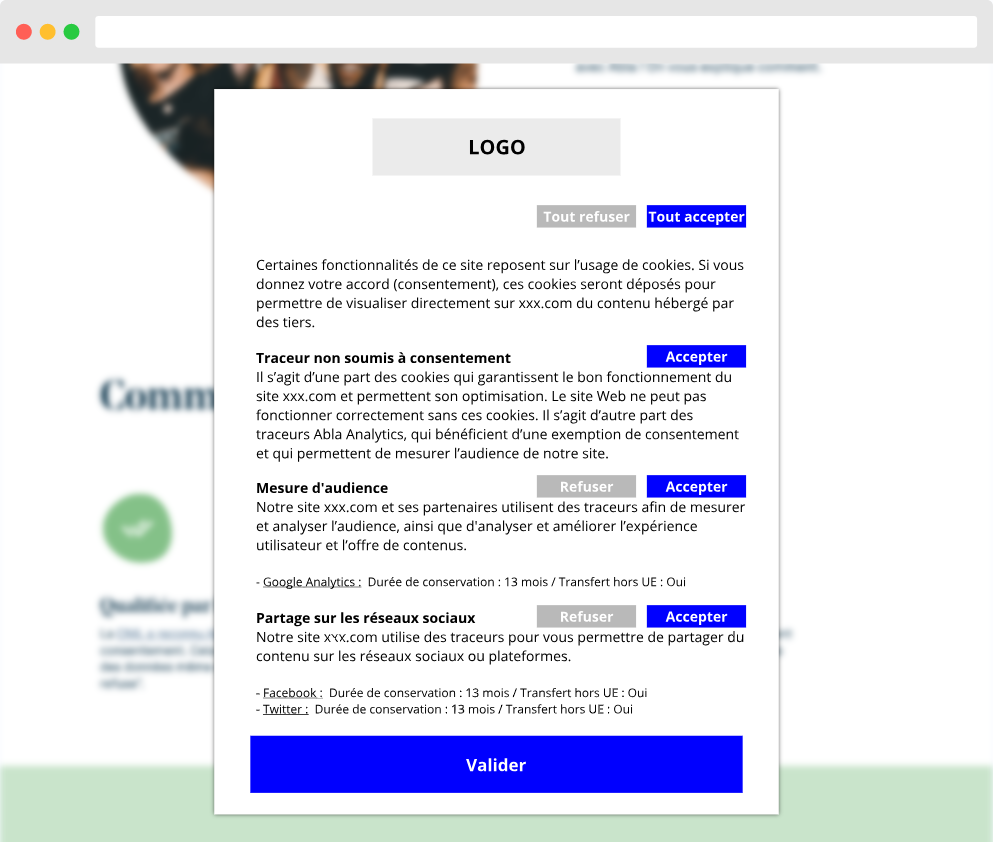 LOGO
Tout refuser Tout accepter
Certaines fonctionnalités de ce site reposent sur l’usage de cookies. Si vous
donnez votre accord (consentement), ces cookies seront déposés pour
permettre de visualiser directement sur xxx.com du contenu hébergé par
des tiers.
Traceur non soumis à consentement Accepter
Il s’agit d’une part des cookies qui garantissent le bon fonctionnement du
site xxx.com et permettent son optimisation. Le site Web ne peut pas
fonctionner correctement sans ces cookies. Il s’agit d’autre part des
traceurs Abla Analytics, qui bénéficient d’une exemption de consentement
et qui permettent de mesurer l’audience de notre site.
Mesure d'audience Refuser Accepter
Notre site xxx.com et ses partenaires utilisent des traceurs afin de mesurer
et analyser l’audience, ainsi que d'analyser et améliorer l’expérience
utilisateur et l’offre de contenus.
- Google Analytics : Durée de conservation : 13 mois / Transfert hors UE : Oui
Partage sur les réseaux sociaux Refuser Accepter
Notre site xxx.com utilise des traceurs pour vous permettre de partager du
contenu sur les réseaux sociaux ou plateformes.
- Facebook : Durée de conservation : 13 mois / Transfert hors UE : Oui
- Twitter : Durée de conservation : 13 mois / Transfert hors UE : Oui
Valider
Comm
Qualifiée par